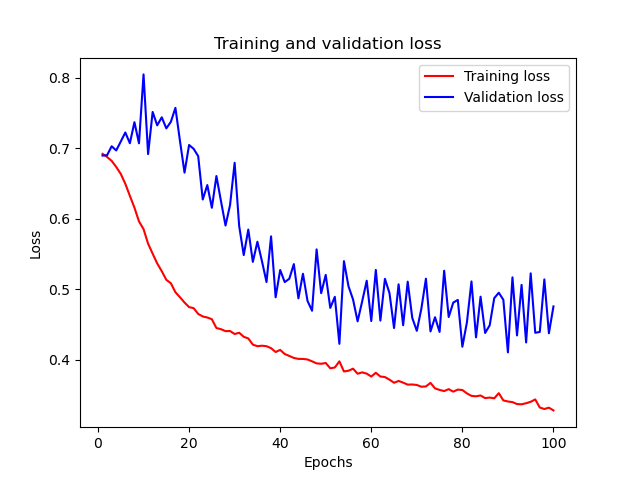 Training and validation loss
Training loss
Validation loss
0.8
0.7
0.6
0.5
0.4
Loss
0
20
40
60
80
100
Epochs